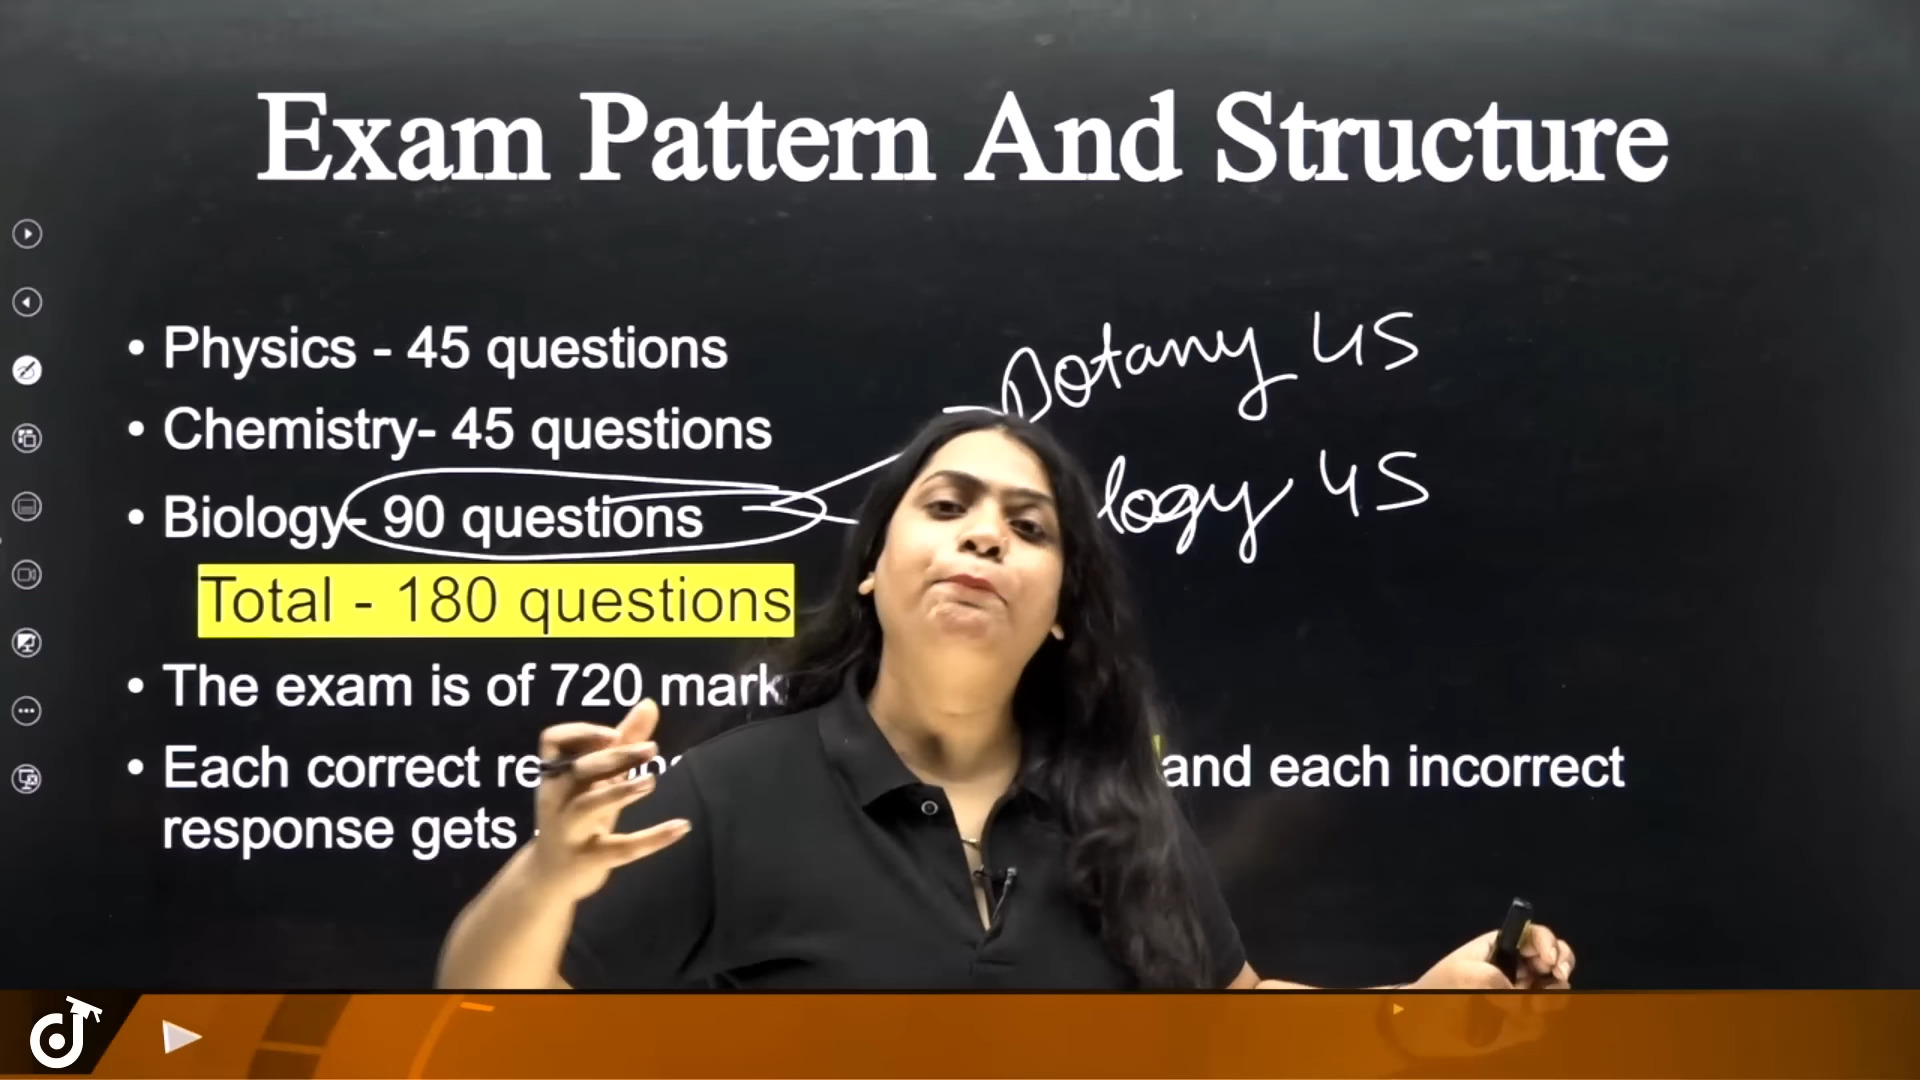 Exam Pattern And Structure
• Physics - 45 questions
Botany 45
• Chemistry- 45 questions
• Biology- 90 questions
logy 45
Total - 180 questions
• The exam is of 720 mark
• Each correct and each incorrect
response gets